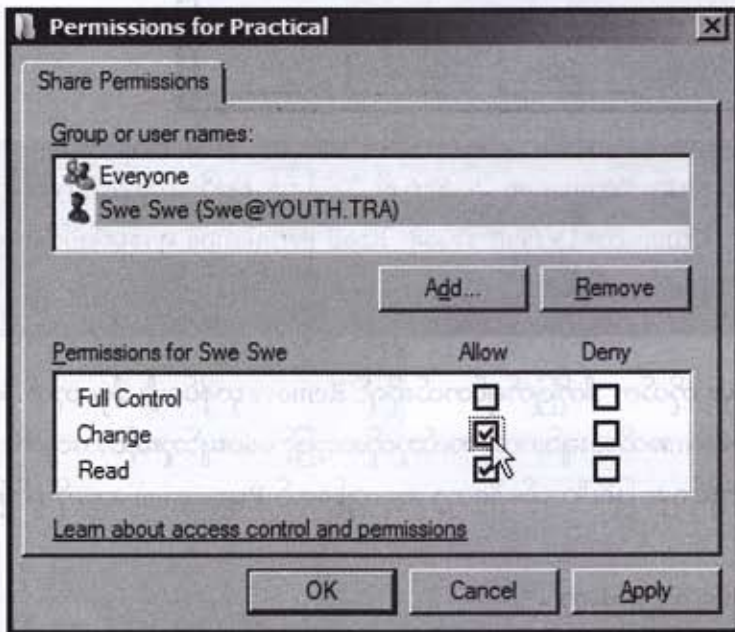 Permissions for Practical
Share Permissions
Group or user names:
Everyone
Swe Swe (Swe@YOUTH.TRA)
Add... Remove
Permissions for Swe Swe Allow Deny
Full Control
Change
Read
Learn about access control and permissions
OK Cancel Apply